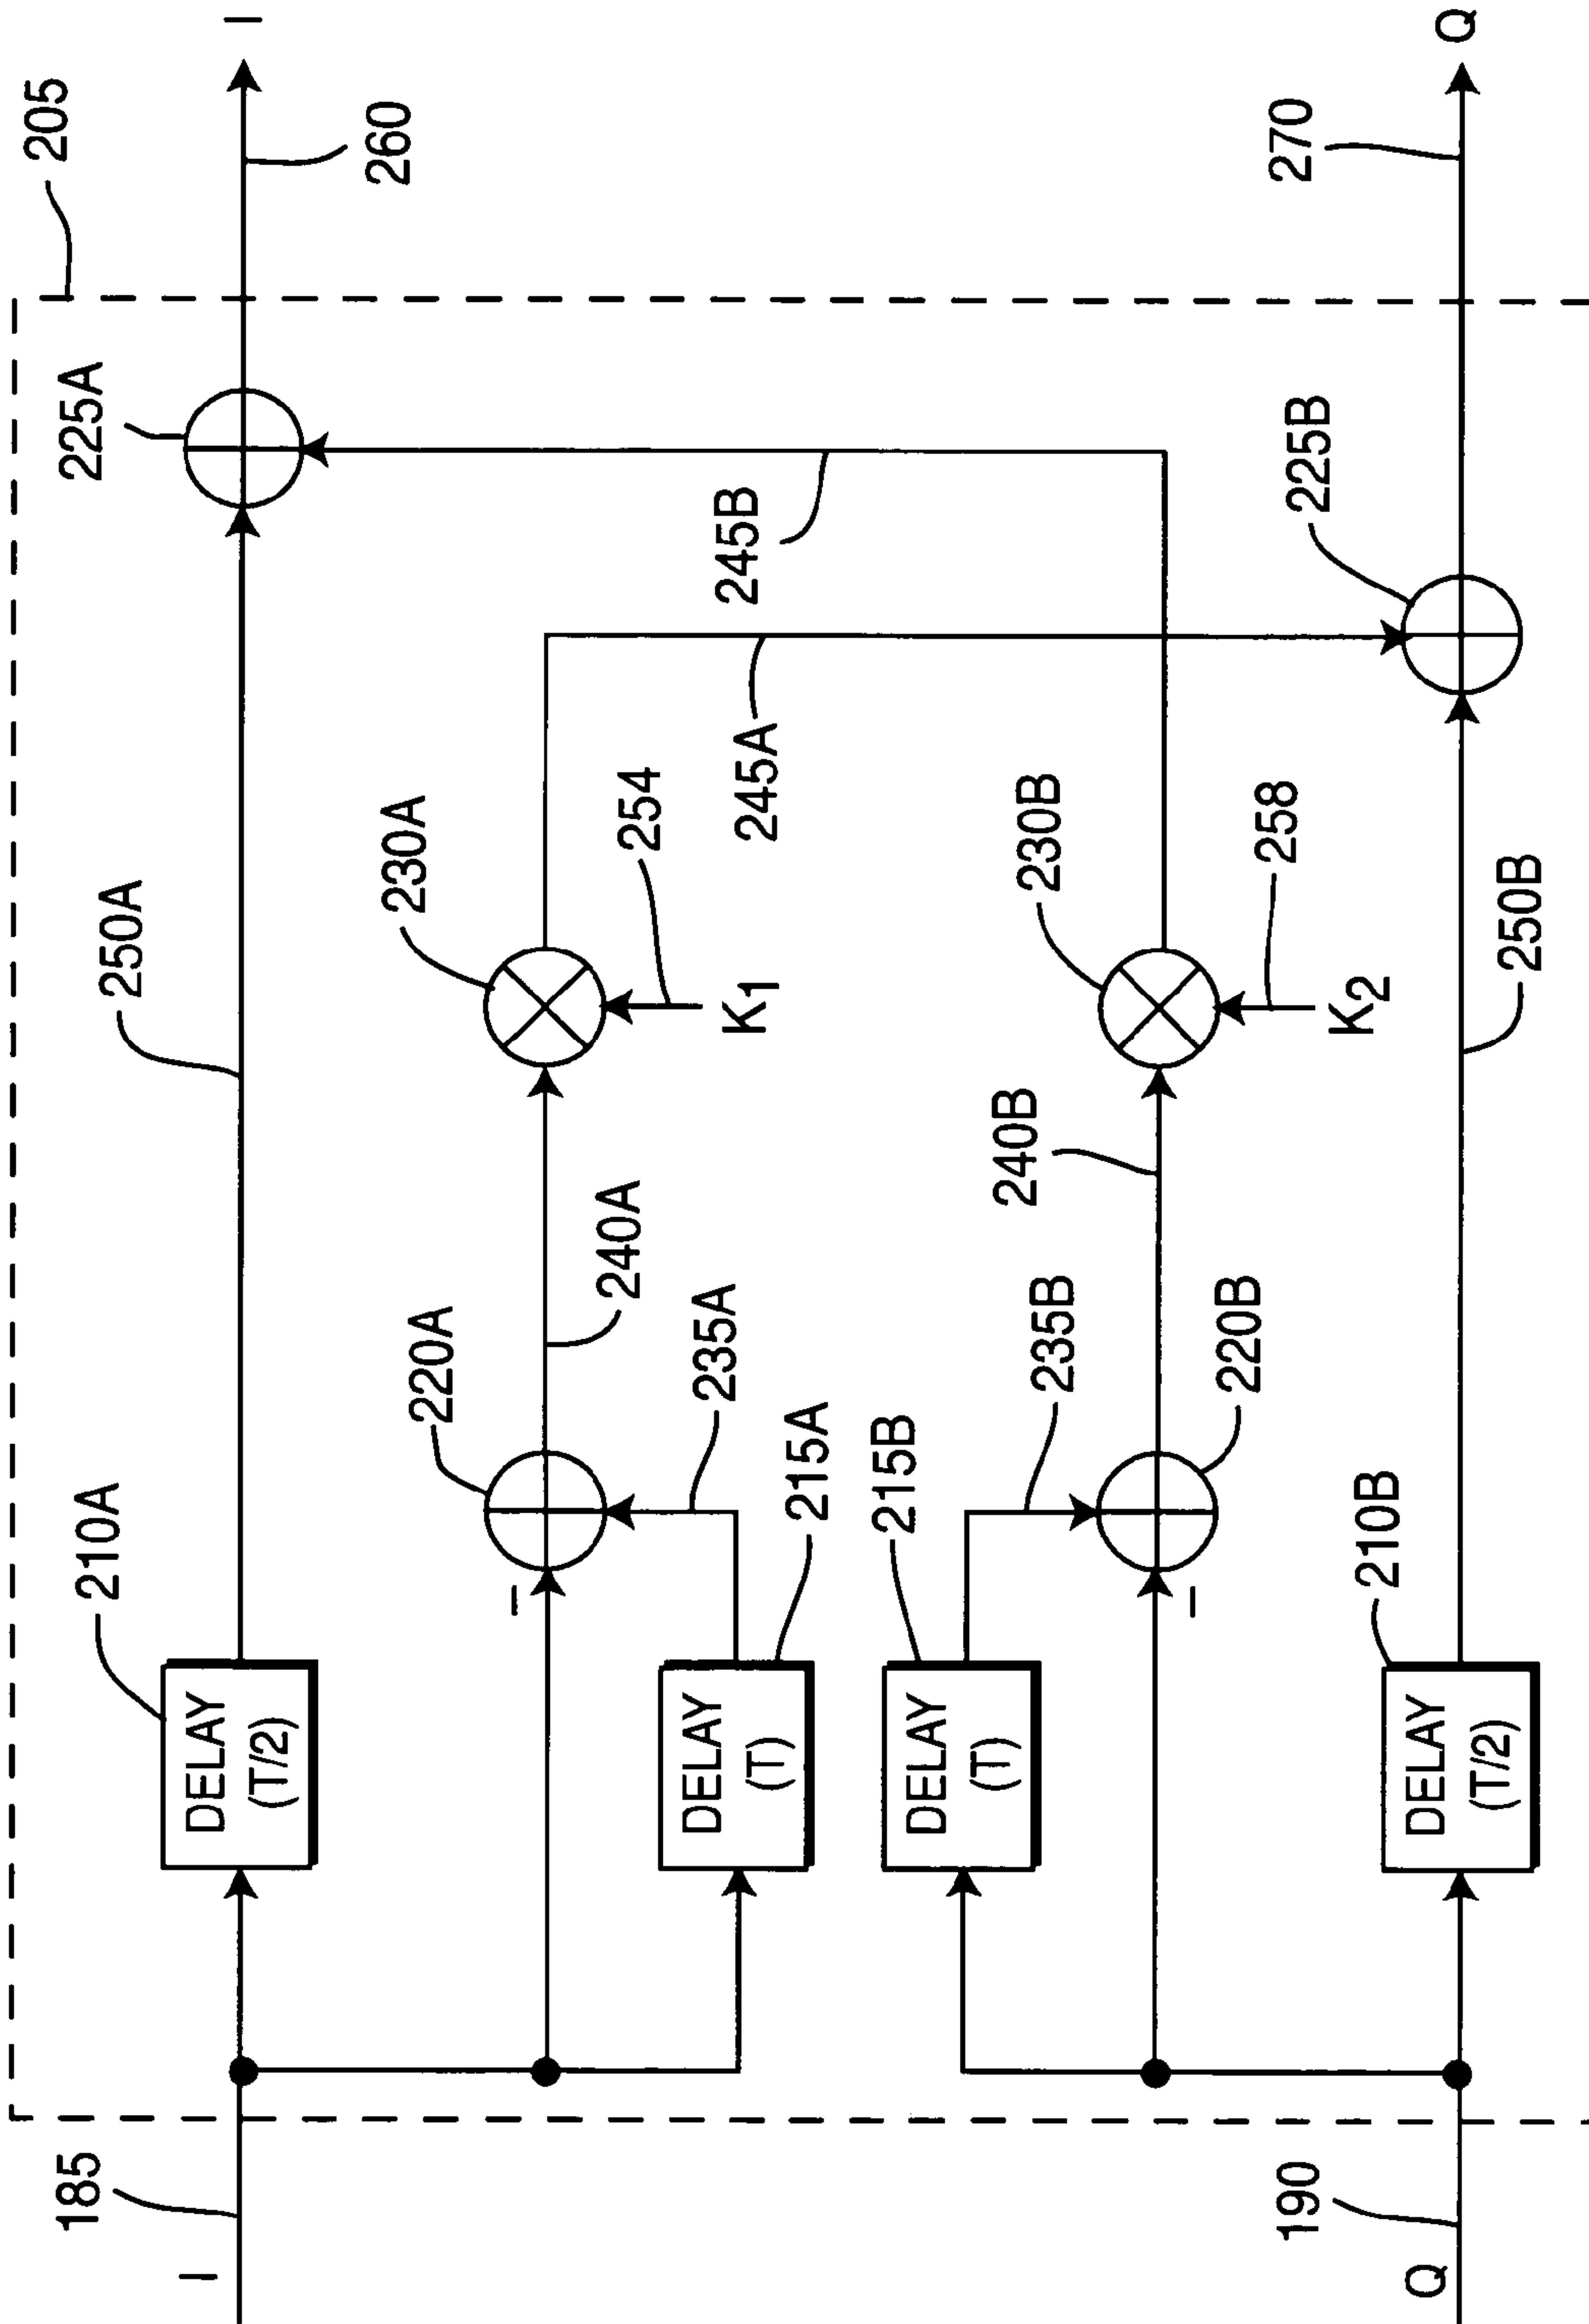 205
I
185
210A
DELAY
(T/2)
250A
225A
260
I
220A
–
240A
230A
254
K1
245A
245B
235A
215A
DELAY
(T)
215B
DELAY
(T)
235B
–
220B
240B
230B
258
K2
225B
270
Q
190
Q
210B
DELAY
(T/2)
250B